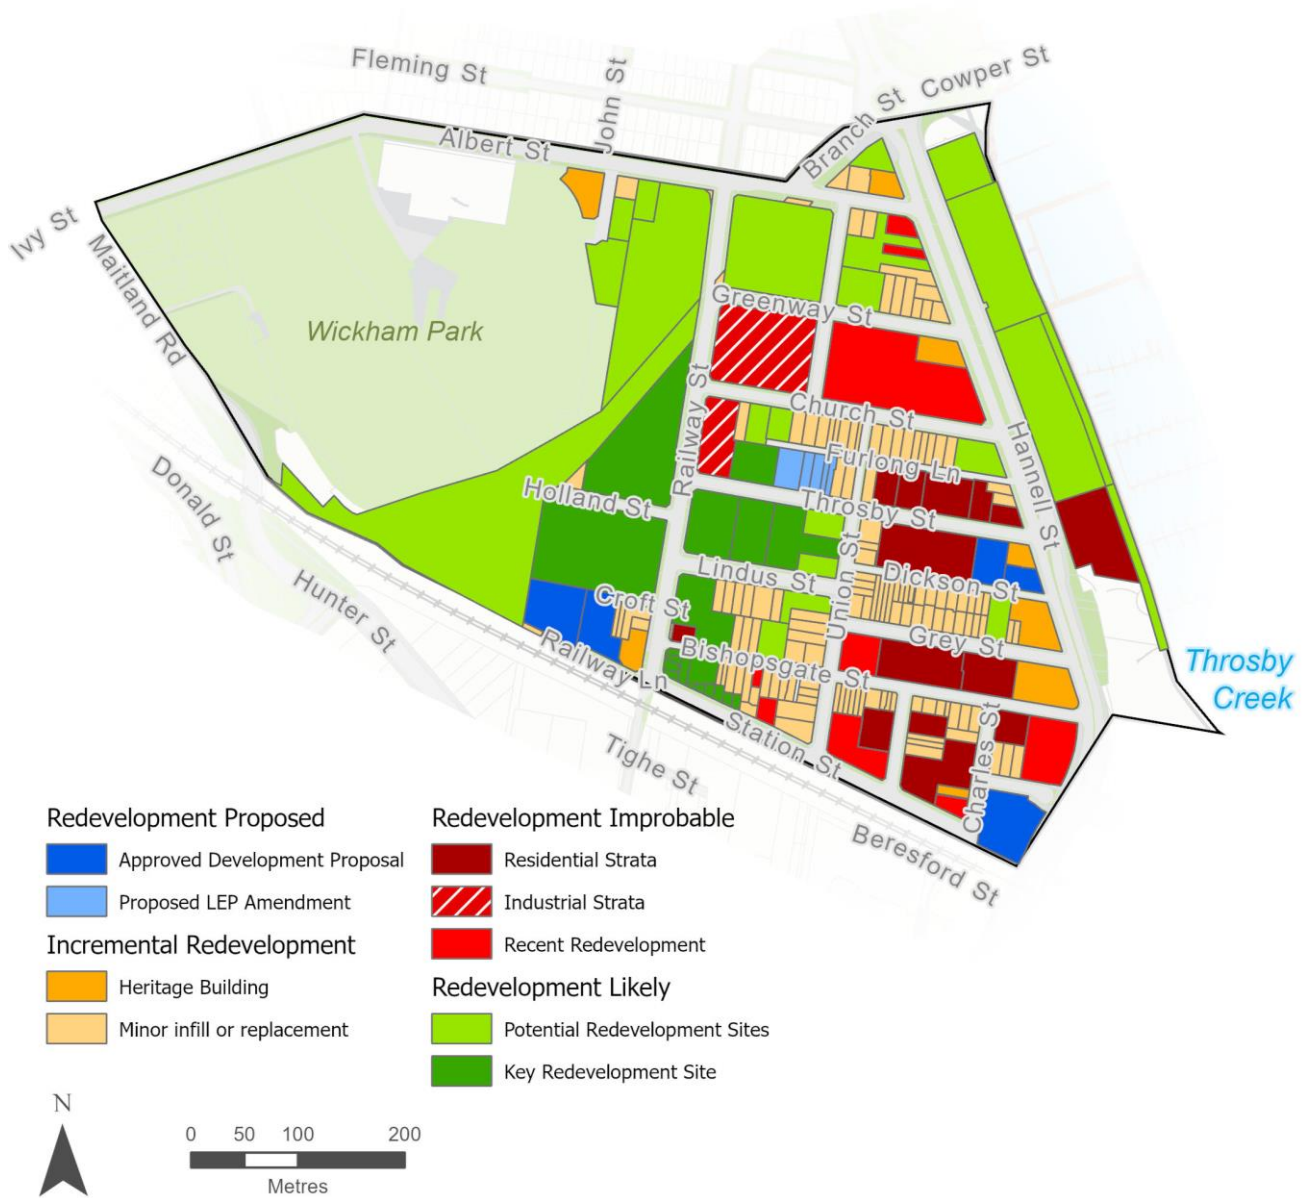 Fleming St
John St
Cowper St
Branch St
Albert St
Ivy St
Maitland Rd
Wickham Park
Greenway St
Railway St
Church St
Hannell St
Furlong Ln
Donald St
Holland St
Throsby St
Lindus St
Union St
Dickson St
Hunter St
Croft St
Grey St
Bishopsgate St
Railway Ln
Throsby
Creek
Station St
Charles St
Tighe St
Beresford St
Redevelopment Proposed
Approved Development Proposal
Proposed LEP Amendment
Incremental Redevelopment
Heritage Building
Minor infill or replacement
Redevelopment Improbable
Residential Strata
Industrial Strata
Recent Redevelopment
Redevelopment Likely
Potential Redevelopment Sites
Key Redevelopment Site
N
0 50 100 200
Metres